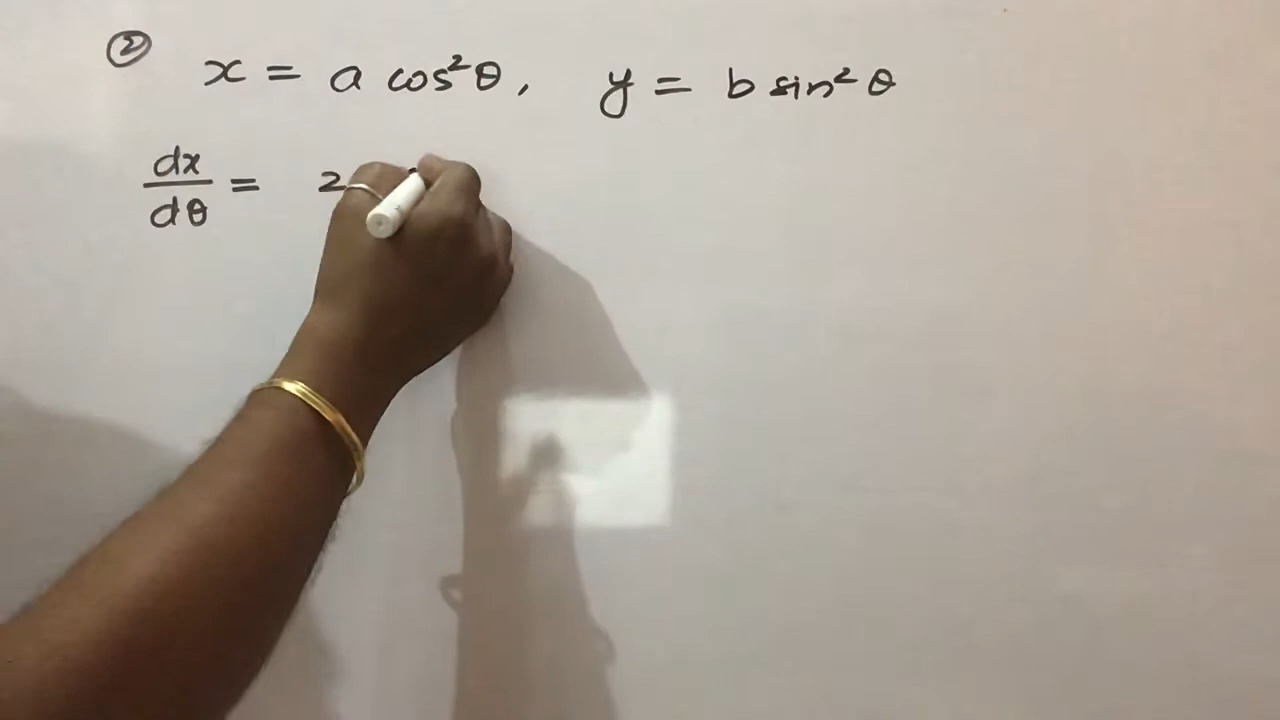 ② x = a cos²θ, y = b sin²θ
dx/dθ = 2